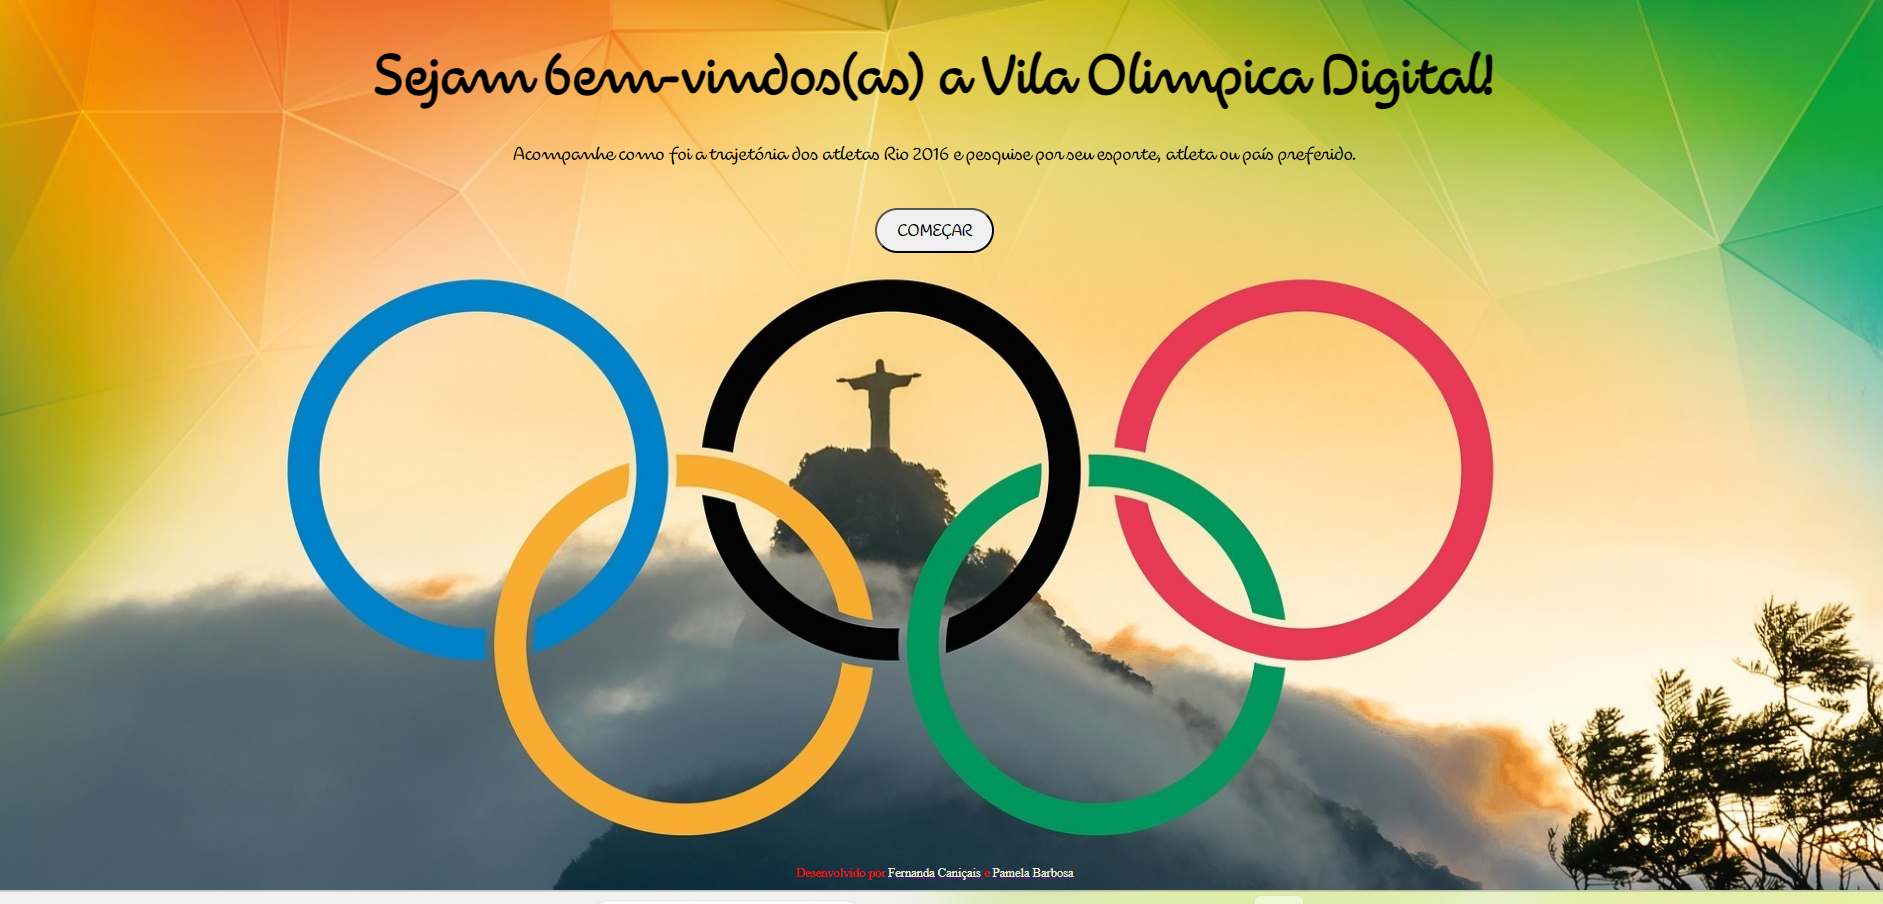 Sejam bem-vindos(as) a Vila Olimpica Digital!
Acompanhe como foi a trajetória dos atletas Rio 2016 e pesquise por seu esporte, atleta ou país preferido.
COMEÇAR
Desenvolvido por Fernanda Caniçais e Pamela Barbosa